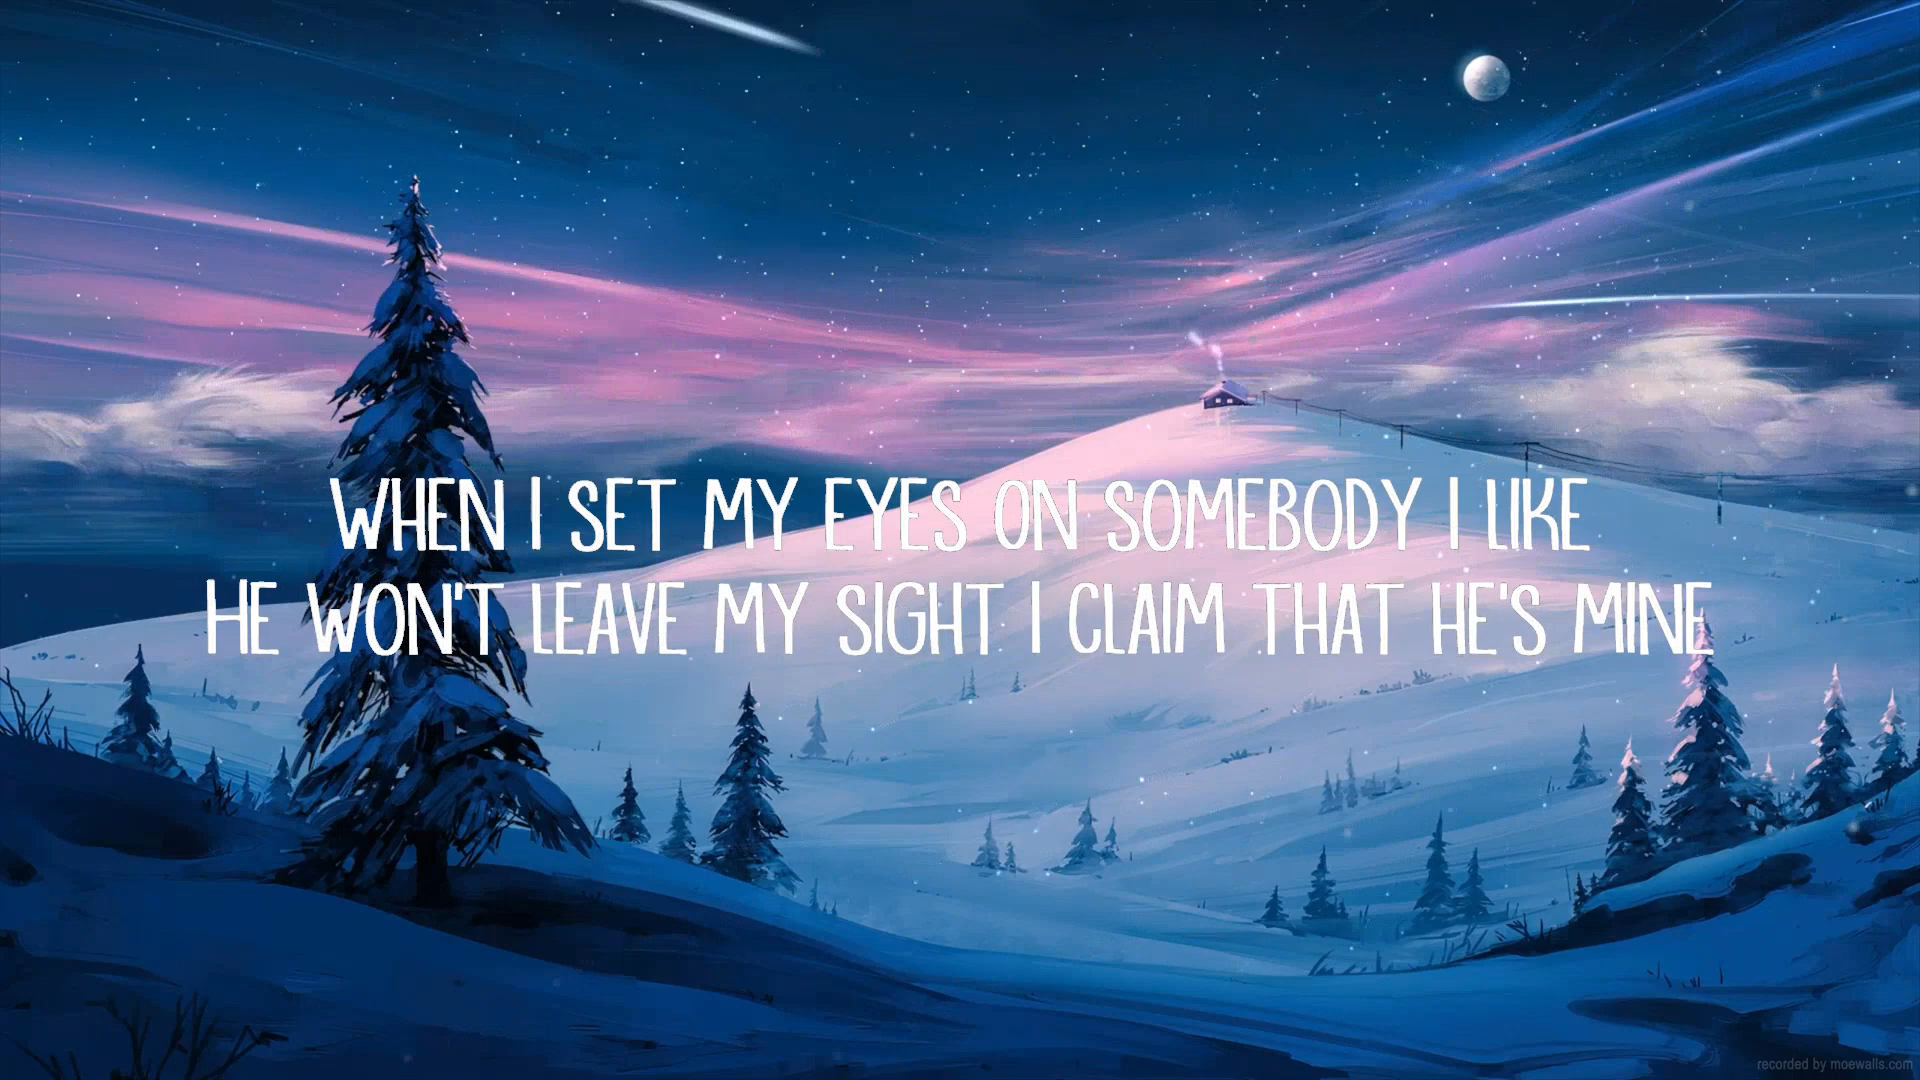 WHEN I SET MY EYES ON SOMEBODY I LIKE
HE WON'T LEAVE MY SIGHT I CLAIM THAT HE'S MINE
recorded by moewalls.com